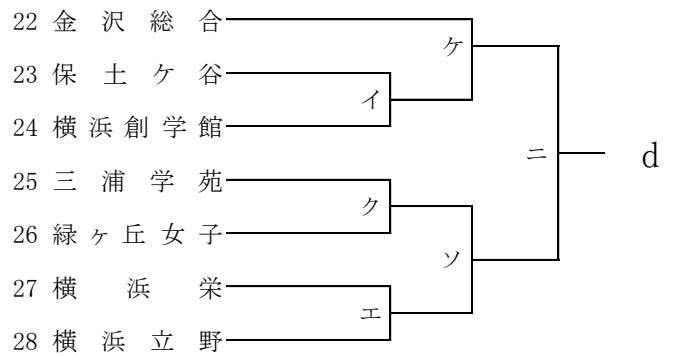 22 金沢総合
ケ
23 保土ケ谷
イ
24 横浜創学館
ニ
d
25 三浦学苑
ク
26 緑ヶ丘女子
ソ
27 横浜栄
エ
28 横浜立野